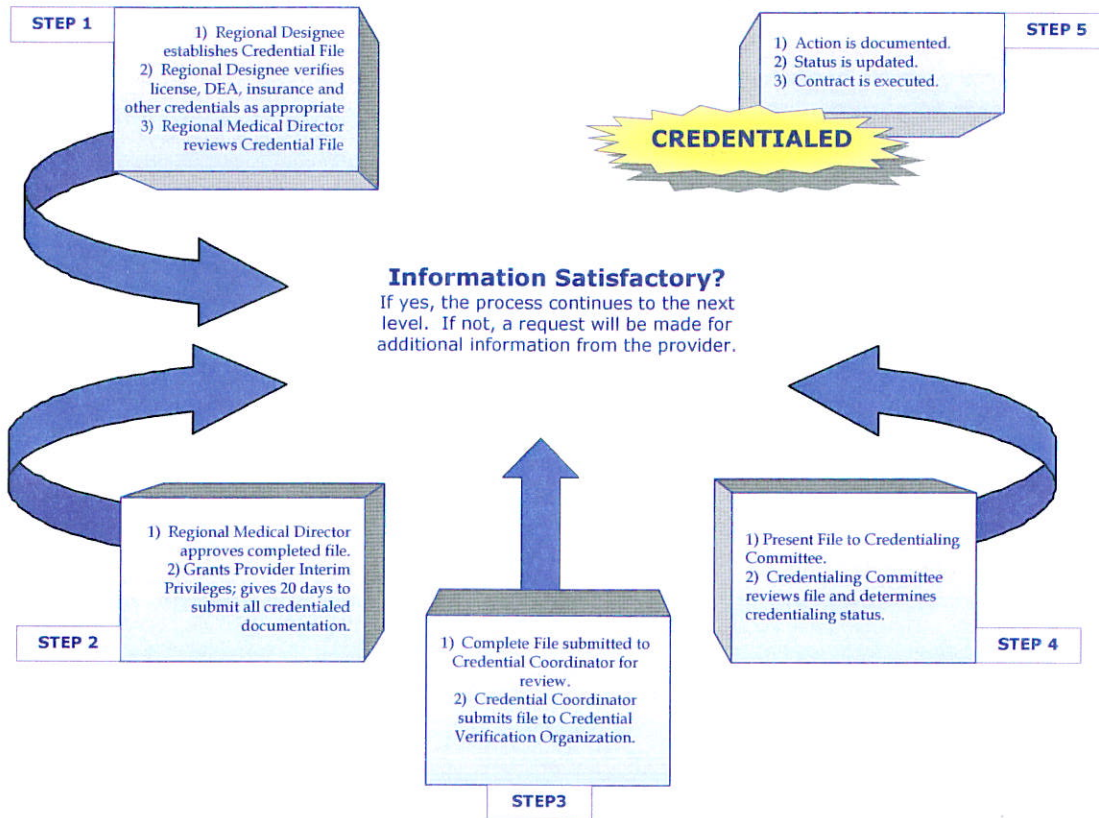 STEP 1
1) Regional Designee
establishes Credential File
2) Regional Designee verifies
license, DEA, insurance and
other credentials as appropriate
3) Regional Medical Director
reviews Credential File
STEP 5
1) Action is documented.
2) Status is updated.
3) Contract is executed.
CREDENTIALED
Information Satisfactory?
If yes, the process continues to the next
level. If not, a request will be made for
additional information from the provider.
1) Regional Medical Director
approves completed file.
2) Grants Provider Interim
Privileges; gives 20 days to
submit all credentialed
documentation.
STEP 2
1) Complete File submitted to
Credential Coordinator for
review.
2) Credential Coordinator
submits file to Credential
Verification Organization.
STEP3
1) Present File to Credentialing
Committee.
2) Credentialing Committee
reviews file and determines
credentialing status.
STEP 4